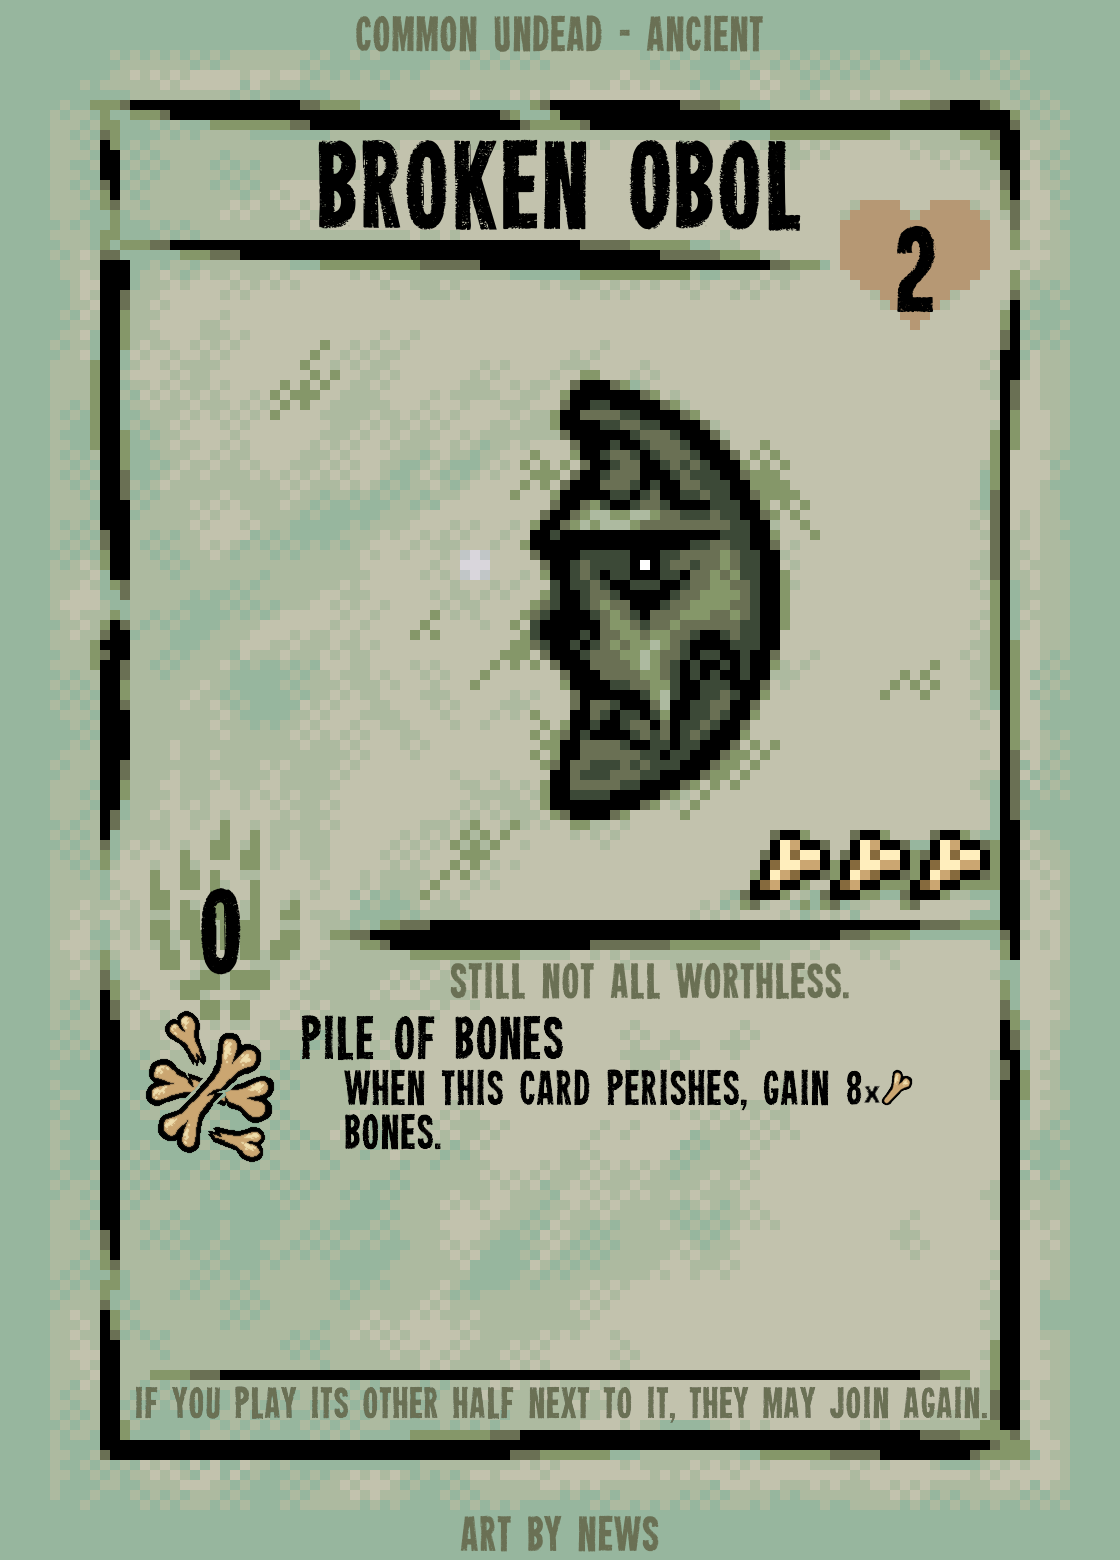 COMMON UNDEAD - ANCIENT
BROKEN OBOL
2
0
STILL NOT ALL WORTHLESS.
PILE OF BONES
WHEN THIS CARD PERISHES, GAIN 8x
BONES.
IF YOU PLAY ITS OTHER HALF NEXT TO IT, THEY MAY JOIN AGAIN.
ART BY NEWS